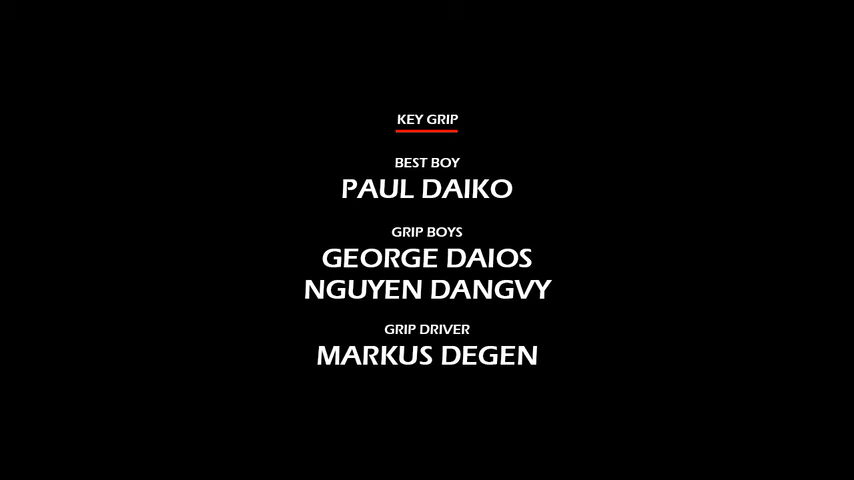 KEY GRIP
BEST BOY
PAUL DAIKO
GRIP BOYS
GEORGE DAIOS
NGUYEN DANGVY
GRIP DRIVER
MARKUS DEGEN